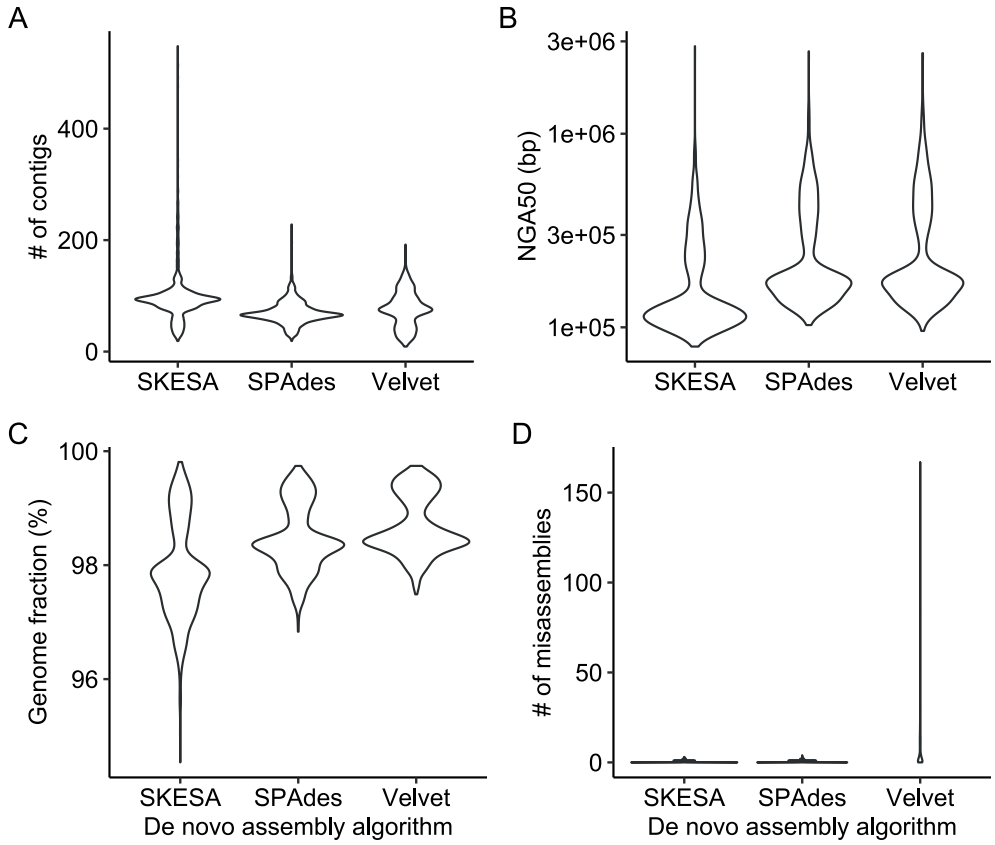 A
# of contigs
400
200
0
SKESA SPAdes Velvet
B
NGA50 (bp)
3e+06
1e+06
3e+05
1e+05
SKESA SPAdes Velvet
C
Genome fraction (%)
100
98
96
SKESA SPAdes Velvet
De novo assembly algorithm
D
# of misassemblies
150
100
50
0
SKESA SPAdes Velvet
De novo assembly algorithm